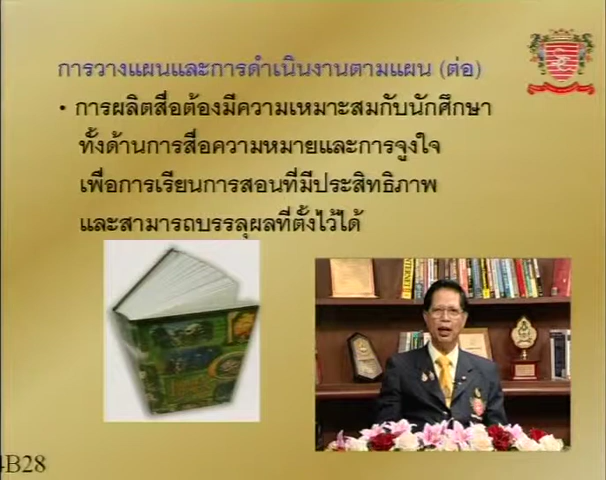 การวางแผนและการดำเนินงานตามแผน (ต่อ)
• การผลิตสื่อต้องมีความเหมาะสมกับนักศึกษา
ทั้งด้านการสื่อความหมายและการจูงใจ
เพื่อการเรียนการสอนที่มีประสิทธิภาพ
และสามารถบรรลุผลที่ตั้งไว้ได้
INTERNET
4B28